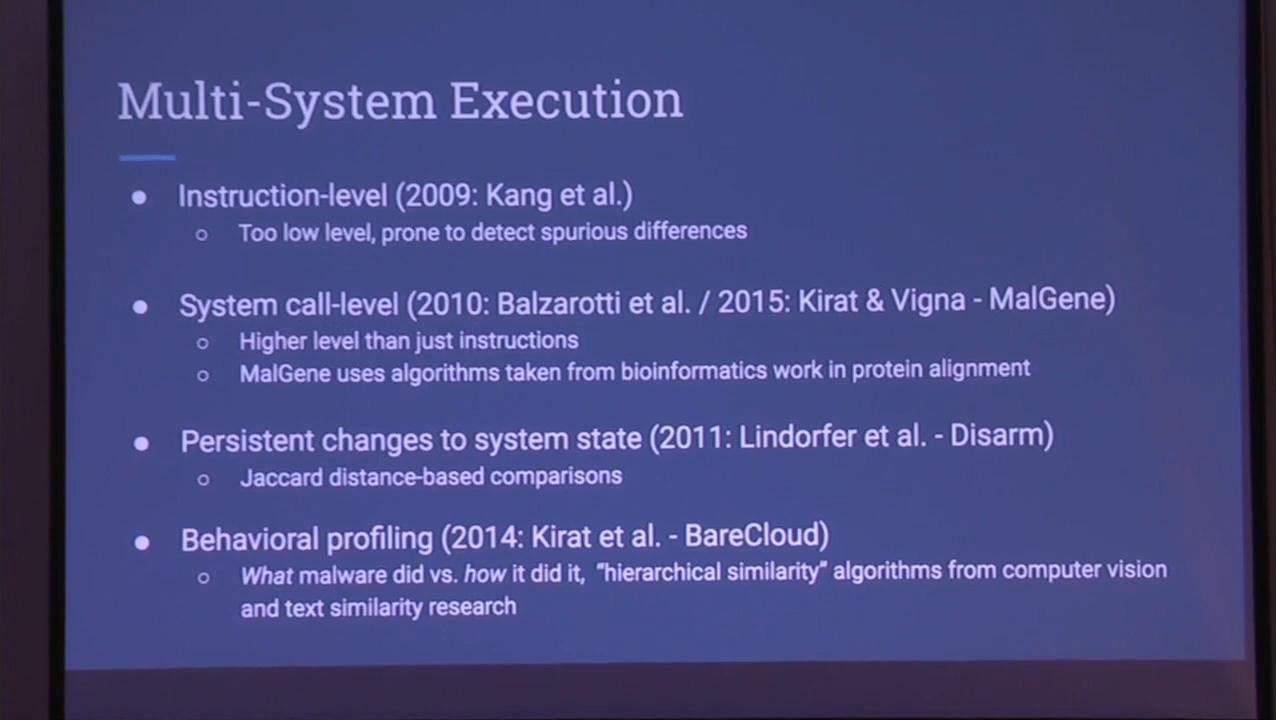 Multi-System Execution
● Instruction-level (2009: Kang et al.)
○ Too low level, prone to detect spurious differences
● System call-level (2010: Balzarotti et al. / 2015: Kirat & Vigna - MalGene)
○ Higher level than just instructions
○ MalGene uses algorithms taken from bioinformatics work in protein alignment
● Persistent changes to system state (2011: Lindorfer et al. - Disarm)
○ Jaccard distance-based comparisons
● Behavioral profiling (2014: Kirat et al. - BareCloud)
○ What malware did vs. how it did it, “hierarchical similarity” algorithms from computer vision
and text similarity research